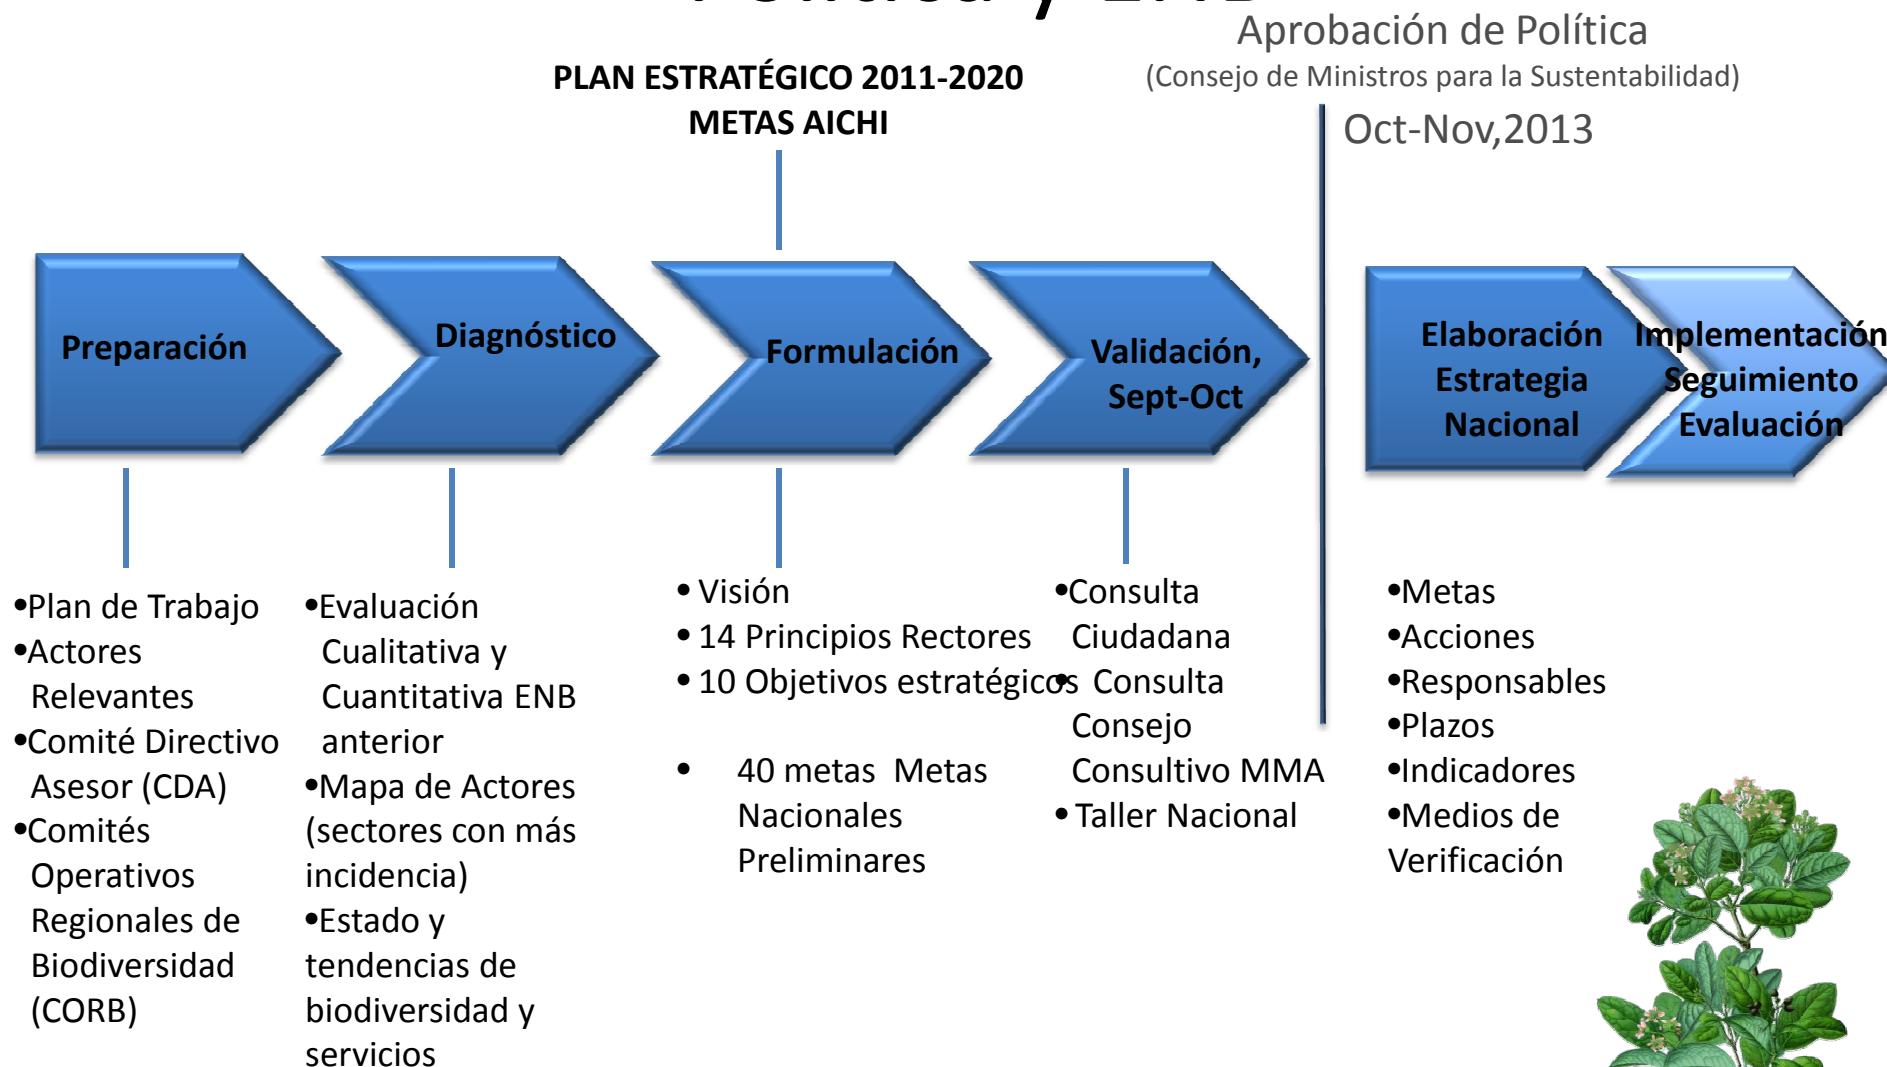 Política y ENB
Aprobación de Política
(Consejo de Ministros para la Sustentabilidad)
Oct-Nov,2013
PLAN ESTRATÉGICO 2011-2020
METAS AICHI
Preparación
Diagnóstico
Formulación
Validación,
Sept-Oct
Elaboración
Estrategia
Nacional
Implementación
Seguimiento
Evaluación
•Plan de Trabajo
•Actores
Relevantes
•Comité Directivo
Asesor (CDA)
•Comités
Operativos
Regionales de
Biodiversidad
(CORB)
•Evaluación
Cualitativa y
Cuantitativa ENB
anterior
•Mapa de Actores
(sectores con más
incidencia)
•Estado y
tendencias de
biodiversidad y
servicios
• Visión
• 14 Principios Rectores
• 10 Objetivos estratégicos
• 40 metas  Metas
Nacionales
Preliminares
•Consulta
Ciudadana
• Consulta
Consejo
Consultivo MMA
• Taller Nacional
•Metas
•Acciones
•Responsables
•Plazos
•Indicadores
•Medios de
Verificación